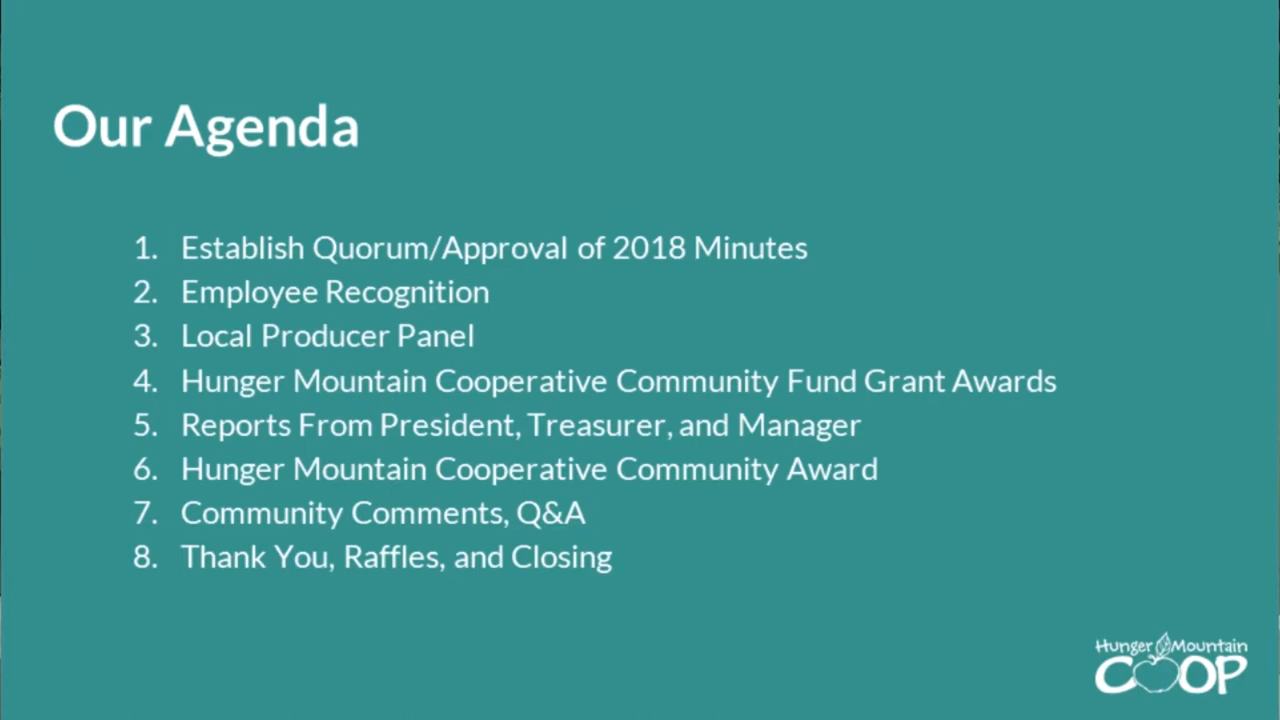 Our Agenda
1. Establish Quorum/Approval of 2018 Minutes
2. Employee Recognition
3. Local Producer Panel
4. Hunger Mountain Cooperative Community Fund Grant Awards
5. Reports From President, Treasurer, and Manager
6. Hunger Mountain Cooperative Community Award
7. Community Comments, Q&A
8. Thank You, Raffles, and Closing
Hunger Mountain
COOP